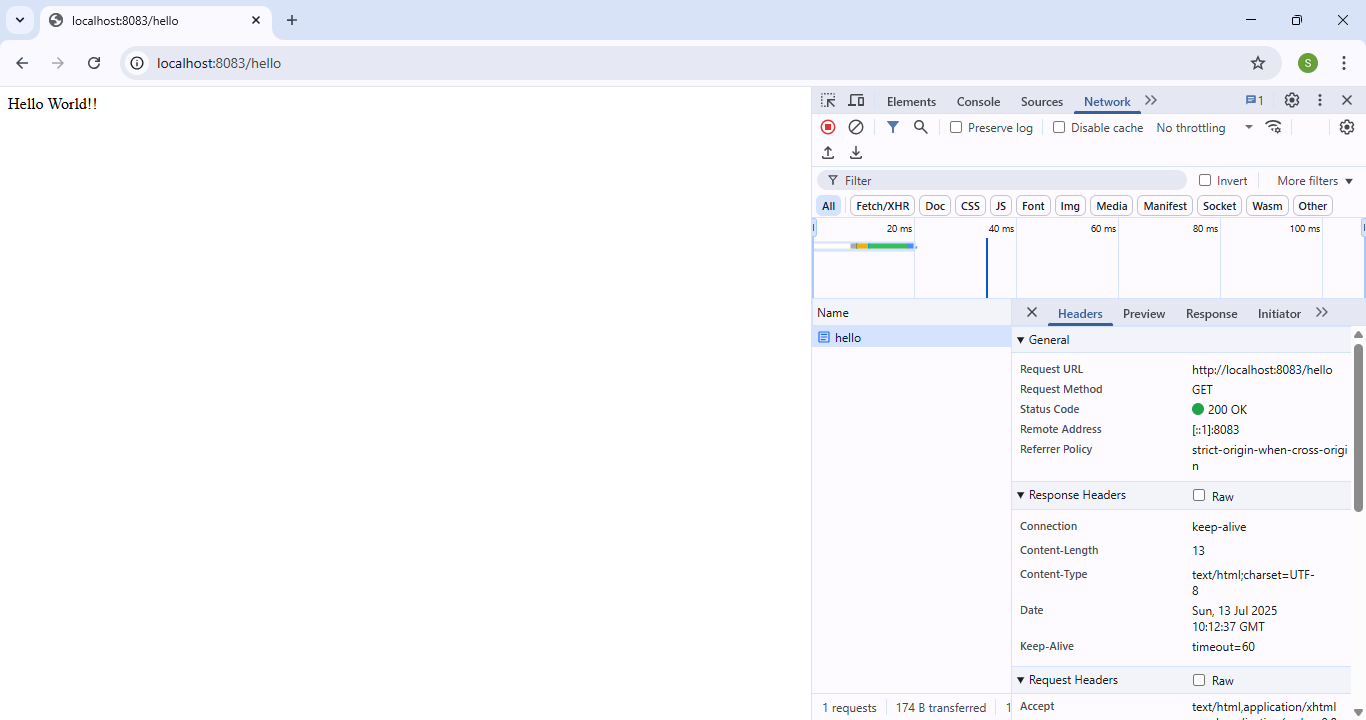 localhost:8083/hello
localhost:8083/hello
S
Hello World!!
Elements Console Sources Network 1
Preserve log Disable cache No throttling
Filter Invert More filters
All Fetch/XHR Doc CSS JS Font Img Media Manifest Socket Wasm Other
20 ms 40 ms 60 ms 80 ms 100 ms
Name
hello
1 requests 174 B transferred 1
Headers Preview Response Initiator
General
Request URL http://localhost:8083/hello
Request Method GET
Status Code 200 OK
Remote Address [::1]:8083
Referrer Policy strict-origin-when-cross-origi
n
Response Headers Raw
Connection keep-alive
Content-Length 13
Content-Type text/html;charset=UTF-
8
Date Sun, 13 Jul 2025
10:12:37 GMT
Keep-Alive timeout=60
Request Headers Raw
Accept text/html,application/xhtml